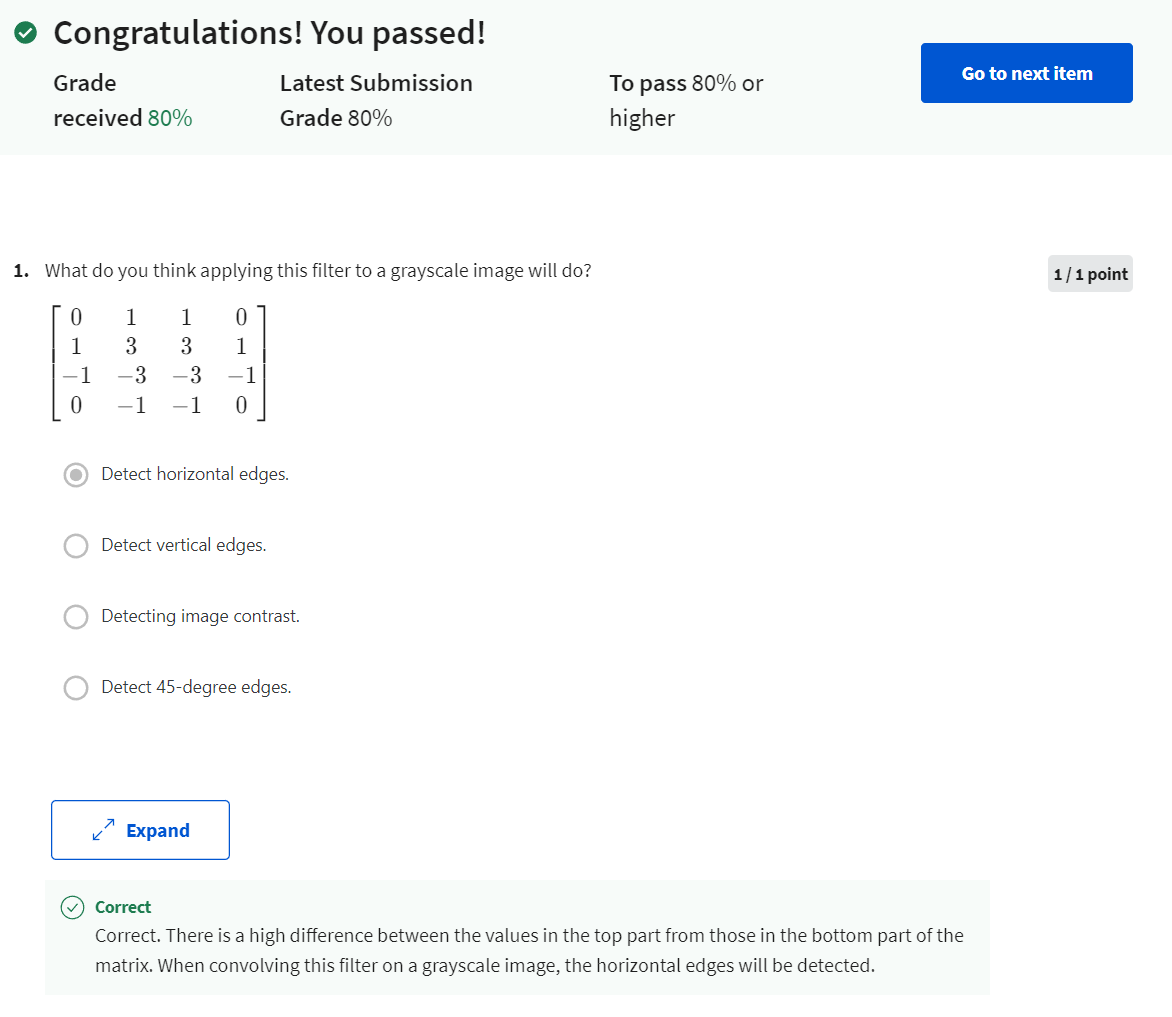 Congratulations! You passed!
Grade received 80%
Latest Submission Grade 80%
To pass 80% or higher
Go to next item
1. What do you think applying this filter to a grayscale image will do?
1 / 1 point
0 1 1 0
1 3 3 1
−1 −3 −3 −1
0 −1 −1 0
Detect horizontal edges.
Detect vertical edges.
Detecting image contrast.
Detect 45-degree edges.
Expand
Correct
Correct. There is a high difference between the values in the top part from those in the bottom part of the
matrix. When convolving this filter on a grayscale image, the horizontal edges will be detected.